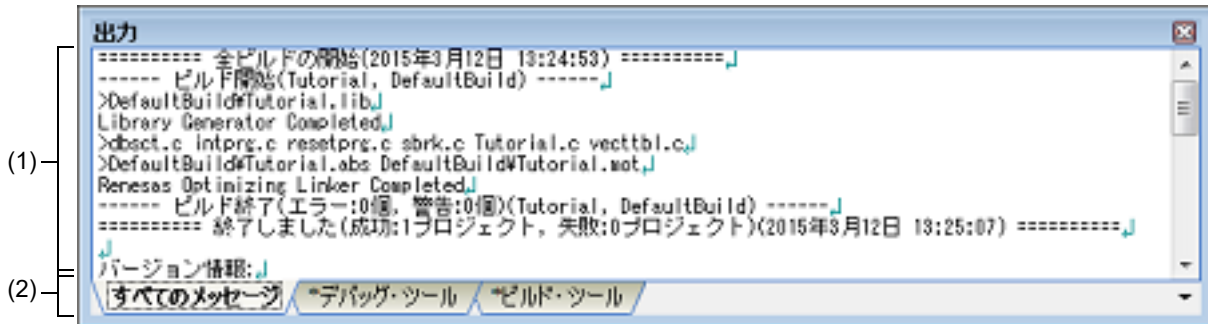 出力
========== 全ビルドの開始(2015年3月12日 13:24:53) ==========↲
------ ビルド開始(Tutorial, DefaultBuild) ------↲
>DefaultBuild¥Tutorial.lib↲
Library Generator Completed↲
>dbsct.c intprg.c resetprg.c sbrk.c Tutorial.c vecttbl.c↲
>DefaultBuild¥Tutorial.abs DefaultBuild¥Tutorial.mot↲
Renesas Optimizing Linker Completed↲
------ ビルド終了(エラー:0個, 警告:0個)(Tutorial, DefaultBuild) ------↲
========== 終了しました(成功:1プロジェクト, 失敗:0プロジェクト)(2015年3月12日 13:25:07) ==========↲
↲
バージョン情報:↲
すべてのメッセージ *デバッグ・ツール *ビルド・ツール
(1)
(2)